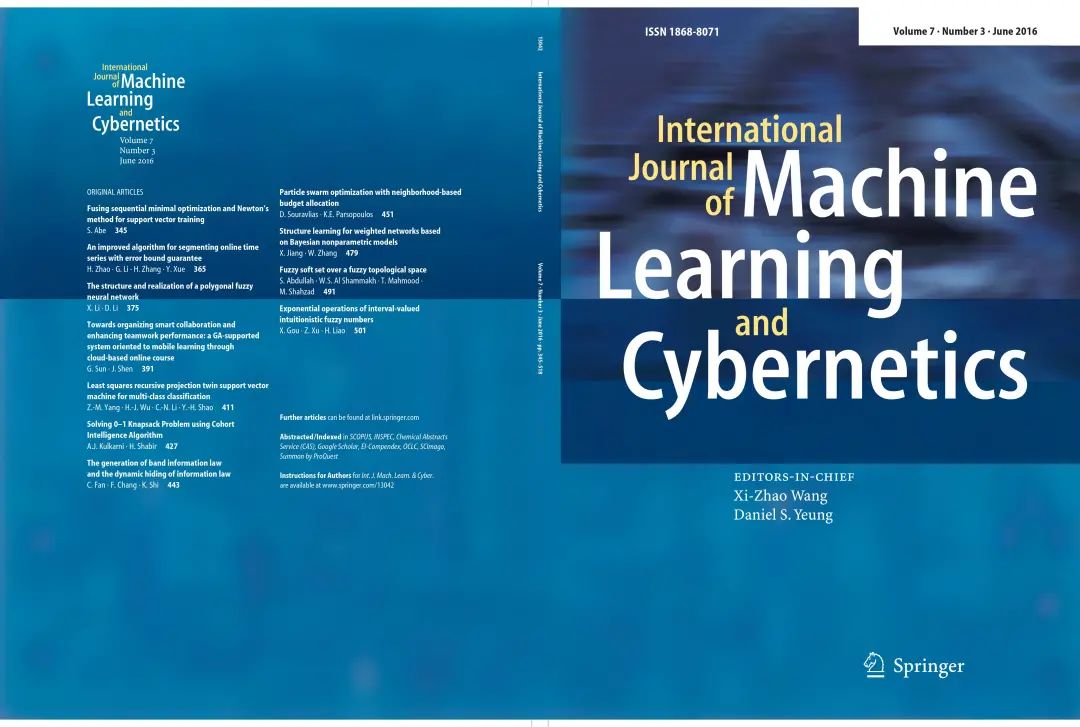 International
Journal
of Machine
Learning
and
Cybernetics
Volume 7
Number 3
June 2016
ORIGINAL ARTICLES
Fusing sequential minimal optimization and Newton's
method for support vector training
S. Abe 345
An improved algorithm for segmenting online time
series with error bound guarantee
H. Zhao · G. Li · H. Zhang · Y. Xue 365
The structure and realization of a polygonal fuzzy
neural network
X. Li · D. Li 375
Towards organizing smart collaboration and
enhancing teamwork performance: a GA-supported
system oriented to mobile learning through
cloud-based online course
G. Sun · J. Shen 391
Least squares recursive projection twin support vector
machine for multi-class classification
Z.-M. Yang · H.-J. Wu · C.-N. Li · Y.-H. Shao 411
Solving 0–1 Knapsack Problem using Cohort
Intelligence Algorithm
A.J. Kulkarni · H. Shabir 427
The generation of band information law
and the dynamic hiding of information law
C. Fan · F. Chang · K. Shi 443
Particle swarm optimization with neighborhood-based
budget allocation
D. Souravlias · K.E. Parsopoulos 451
Structure learning for weighted networks based
on Bayesian nonparametric models
X. Jiang · W. Zhang 479
Fuzzy soft set over a fuzzy topological space
S. Abdullah · W.S. Al Shammakh · T. Mahmood ·
M. Shahzad 491
Exponential operations of interval-valued
intuitionistic fuzzy numbers
X. Gou · Z. Xu · H. Liao 501
Further articles can be found at link.springer.com
Abstracted/Indexed in SCOPUS, INSPEC, Chemical Abstracts
Service (CAS), Google Scholar, EI-Compendex, OCLC, SCImago,
Summon by ProQuest
Instructions for Authors for Int. J. Mach. Learn. & Cyber.
are available at www.springer.com/13042
13042
International Journal of Machine Learning and Cybernetics
Volume 7 · Number 3 · June 2016 · pp. 345–518
ISSN 1868-8071
Volume 7 · Number 3 · June 2016
International
Journal
of Machine
Learning
and
Cybernetics
EDITORS-IN-CHIEF
Xi-Zhao Wang
Daniel S. Yeung
Springer